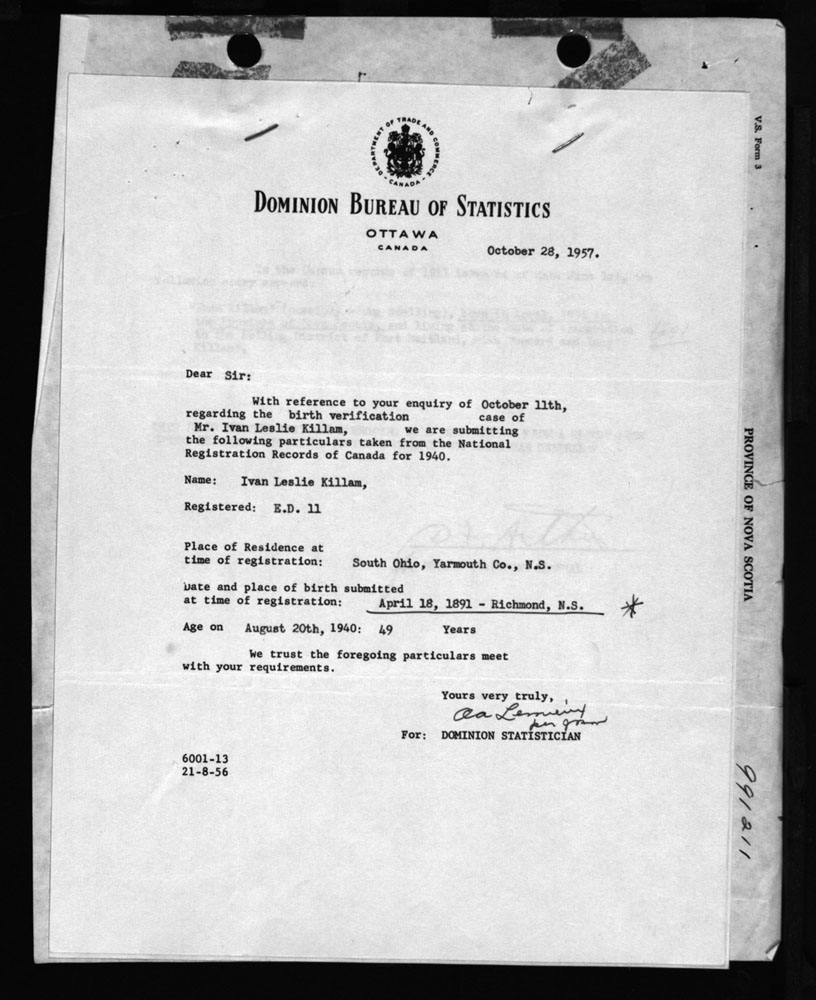 DEPARTMENT OF TRADE AND COMMERCE
CANADA
DOMINION BUREAU OF STATISTICS
OTTAWA
CANADA
October 28, 1957.
Dear Sir:
With reference to your enquiry of October 11th,
regarding the birth verification case of
Mr. Ivan Leslie Killam, we are submitting
the following particulars taken from the National
Registration Records of Canada for 1940.
Name: Ivan Leslie Killam,
Registered: E.D. 11
Place of Residence at
time of registration: South Ohio, Yarmouth Co., N.S.
Date and place of birth submitted
at time of registration: April 18, 1891 - Richmond, N.S. *
Age on August 20th, 1940: 49 Years
We trust the foregoing particulars meet
with your requirements.
Yours very truly,
For: DOMINION STATISTICIAN
6001-13
21-8-56
V.S. Form 3
PROVINCE OF NOVA SCOTIA
991211